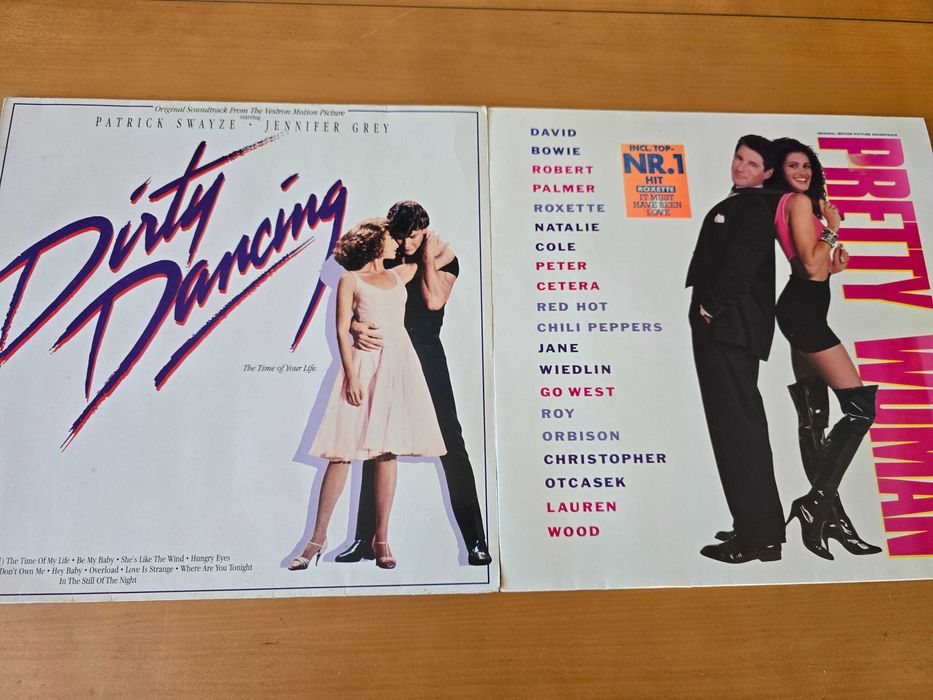 Original Soundtrack From The Vestron Motion Picture
starring
PATRICK SWAYZE · JENNIFER GREY
Dirty
Dancing
The Time of Your Life.
) The Time Of My Life • Be My Baby • She's Like The Wind • Hungry Eyes
Don't Own Me • Hey Baby • Overload • Love Is Strange • Where Are You Tonight
In The Still Of The Night
DAVID
BOWIE
ROBERT
PALMER
ROXETTE
NATALIE
COLE
PETER
CETERA
RED HOT
CHILI PEPPERS
JANE
WIEDLIN
GO WEST
ROY
ORBISON
CHRISTOPHER
OTCASEK
LAUREN
WOOD
INCL. TOP-
NR.1
HIT
ROXETTE
IT MUST
HAVE BEEN
LOVE
ORIGINAL MOTION PICTURE SOUNDTRACK
PRETTY WOMAN